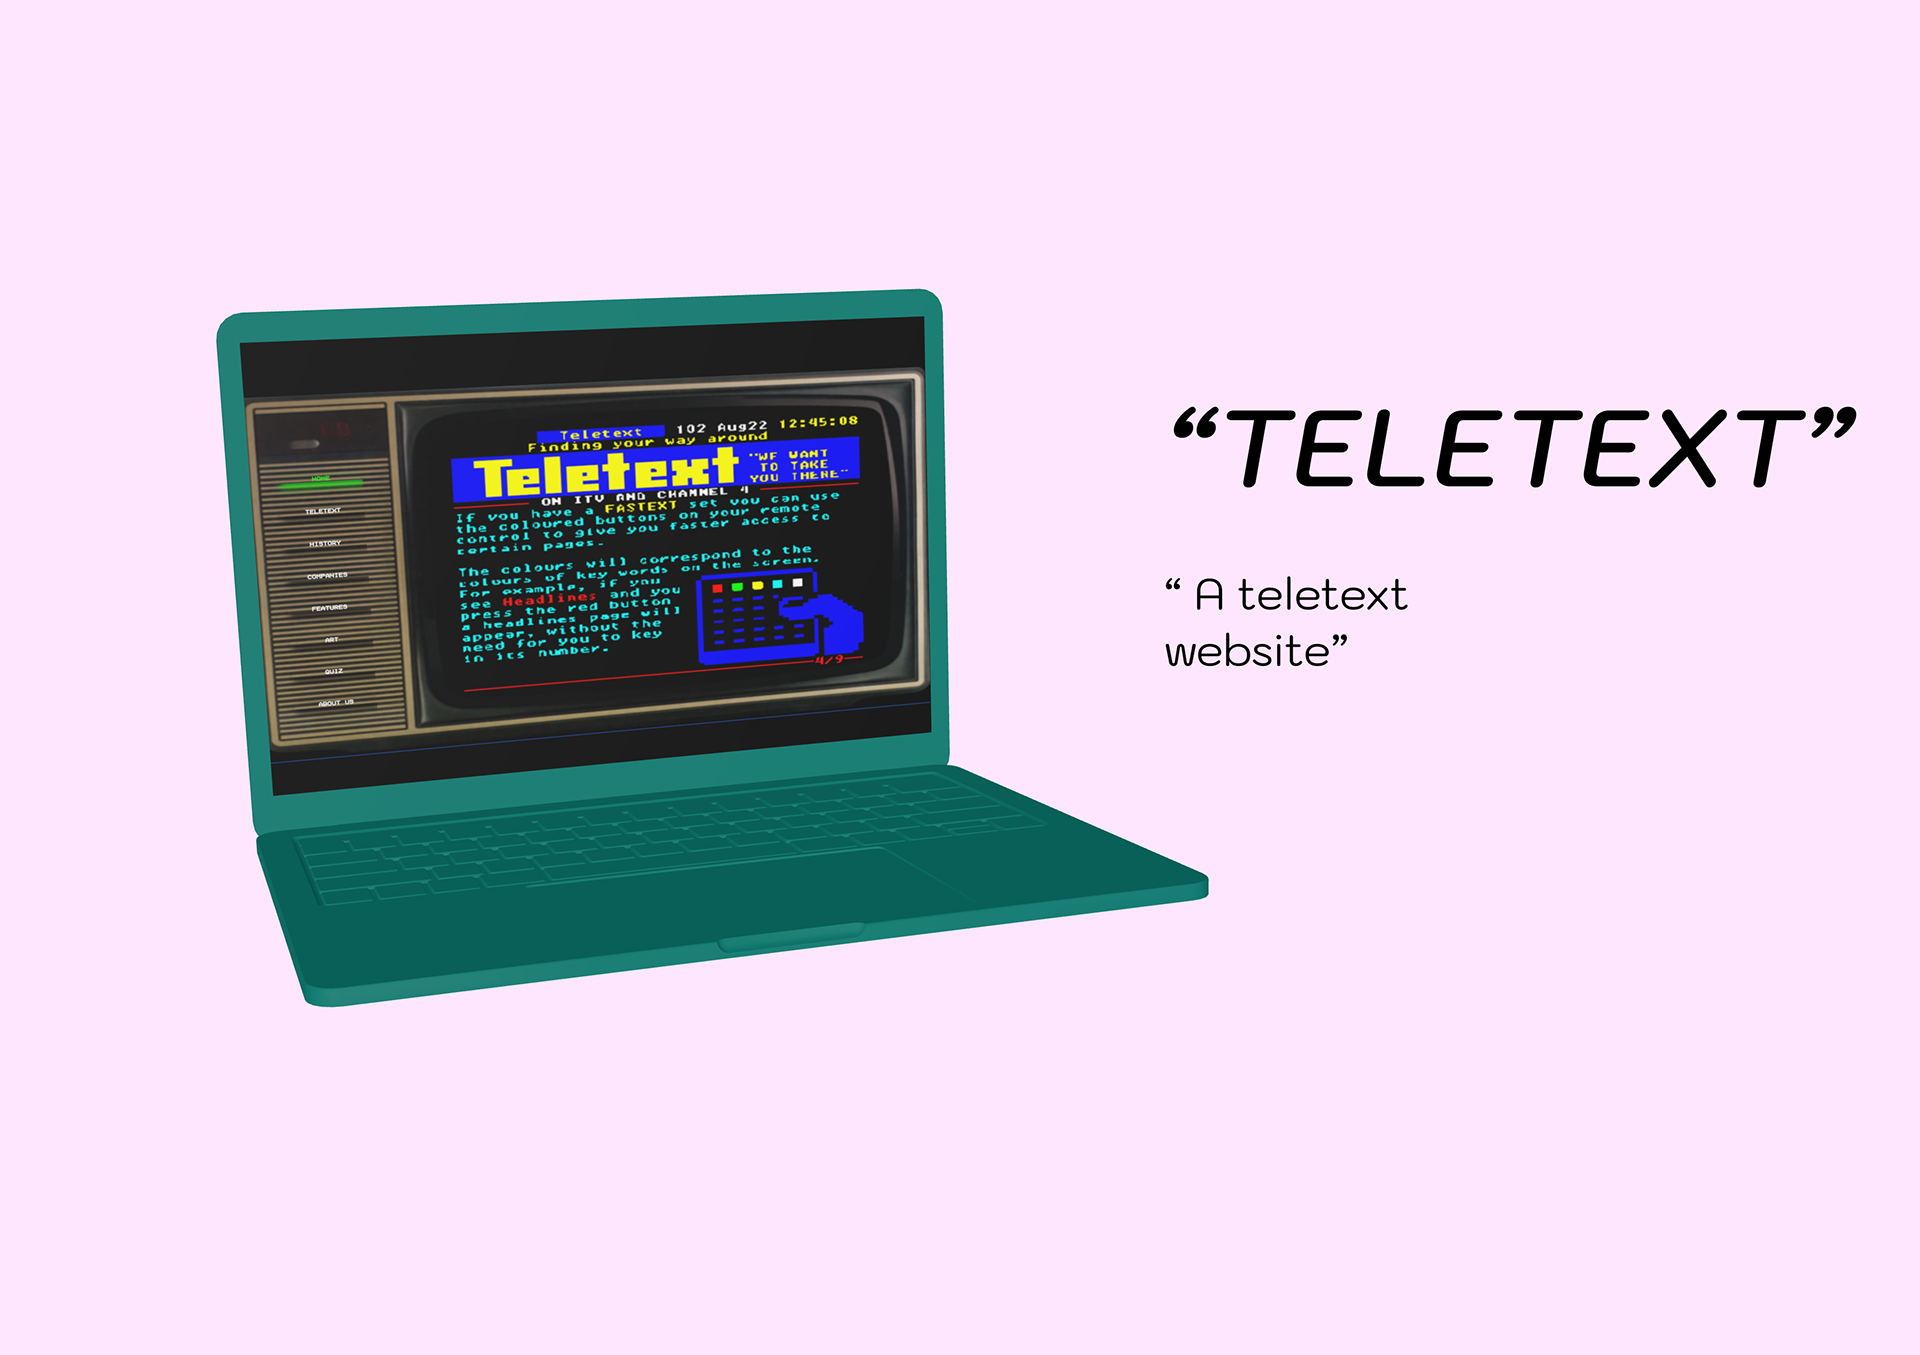 Teletext 102 Aug22 12:45:08
Finding your way around
Teletext
"WE WANT
TO TAKE
YOU THERE"
ON ITV AND CHANNEL 4
If you have a FASTEXT set you can use
the coloured buttons on your remote
control to give you faster access to
certain pages.
The colours will correspond to the
colours of key words on the screen.
For example, if you
see Headlines and you
press the red button
a headlines page will
appear, without the
need for you to key
in its number.
4/9
HOME
TELETEXT
HISTORY
COMPANIES
FEATURES
ART
QUIZ
ABOUT US
“TELETEXT”
“ A teletext
website”